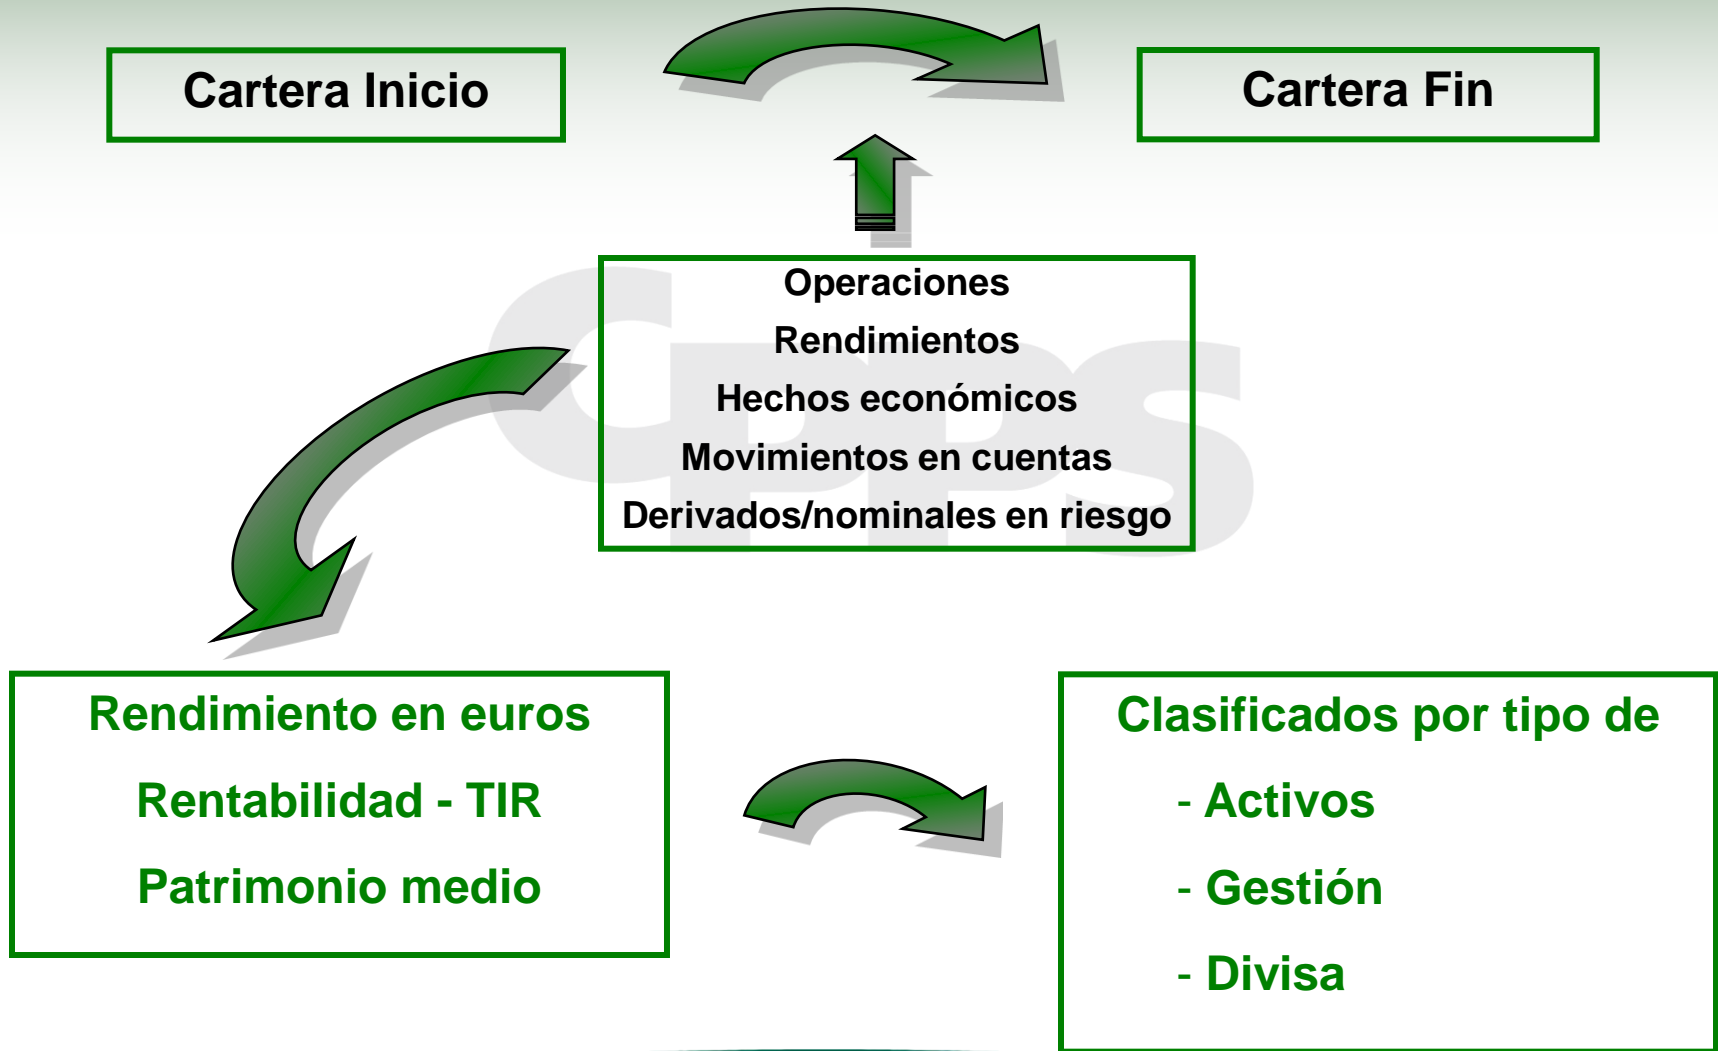 Cartera Inicio
Cartera Fin
Operaciones
Rendimientos
Hechos económicos
Movimientos en cuentas
Derivados/nominales en riesgo
CPPS
Rendimiento en euros
Rentabilidad - TIR
Patrimonio medio
Clasificados por tipo de
- Activos
- Gestión
- Divisa